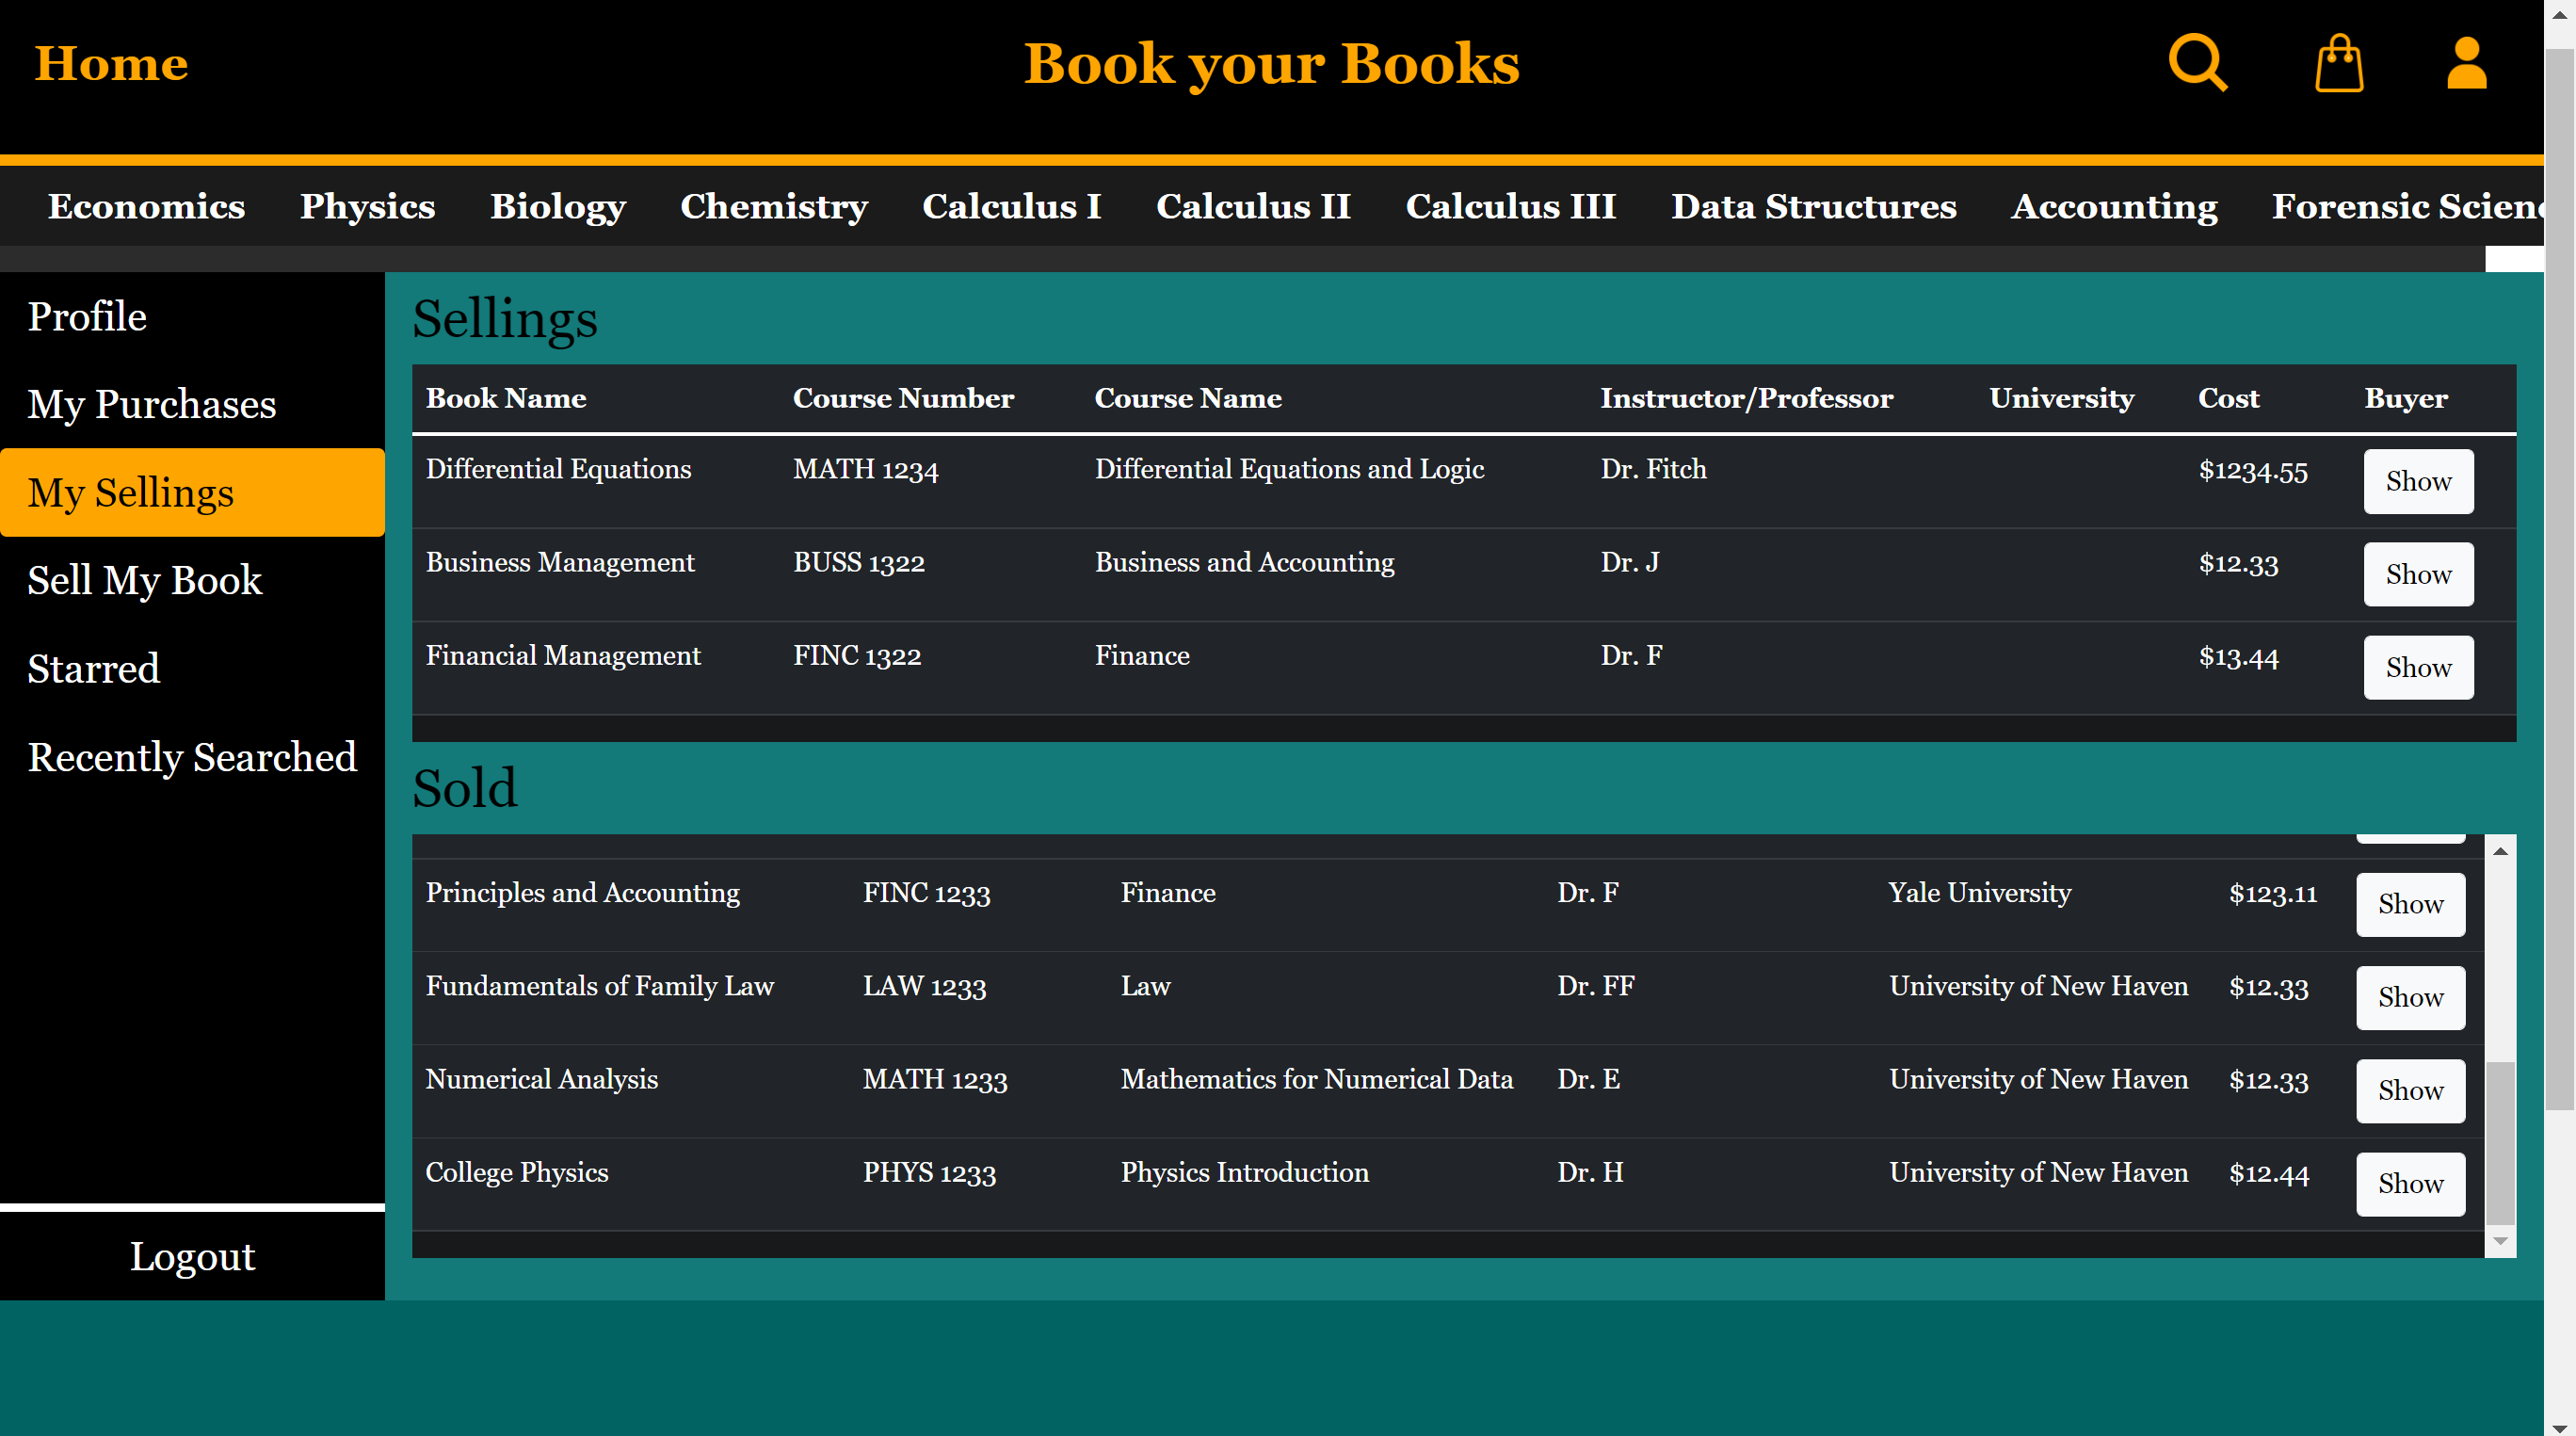 Home Book your Books
Economics Physics Biology Chemistry Calculus I Calculus II Calculus III Data Structures Accounting Forensic
Profile
My Purchases
My Sellings
Sell My Book
Starred
Recently Searched
Logout
Sellings
Book Name Course Number Course Name Instructor/Professor University Cost Buyer
Differential Equations MATH 1234 Differential Equations and Logic Dr. Fitch $1234.55 Show
Business Management BUSS 1322 Business and Accounting Dr. J $12.33 Show
Financial Management FINC 1322 Finance Dr. F $13.44 Show
Sold
Principles and Accounting FINC 1233 Finance Dr. F Yale University $123.11 Show
Fundamentals of Family Law LAW 1233 Law Dr. FF University of New Haven $12.33 Show
Numerical Analysis MATH 1233 Mathematics for Numerical Data Dr. E University of New Haven $12.33 Show
College Physics PHYS 1233 Physics Introduction Dr. H University of New Haven $12.44 Show